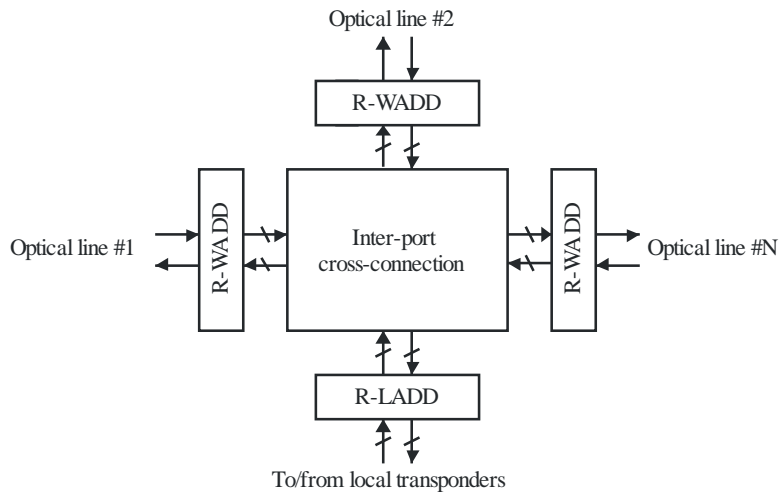 Optical line #2
R-WADD
Optical line #1
R-WADD
Inter-port
cross-connection
R-WADD
Optical line #N
R-LADD
To/from local transponders